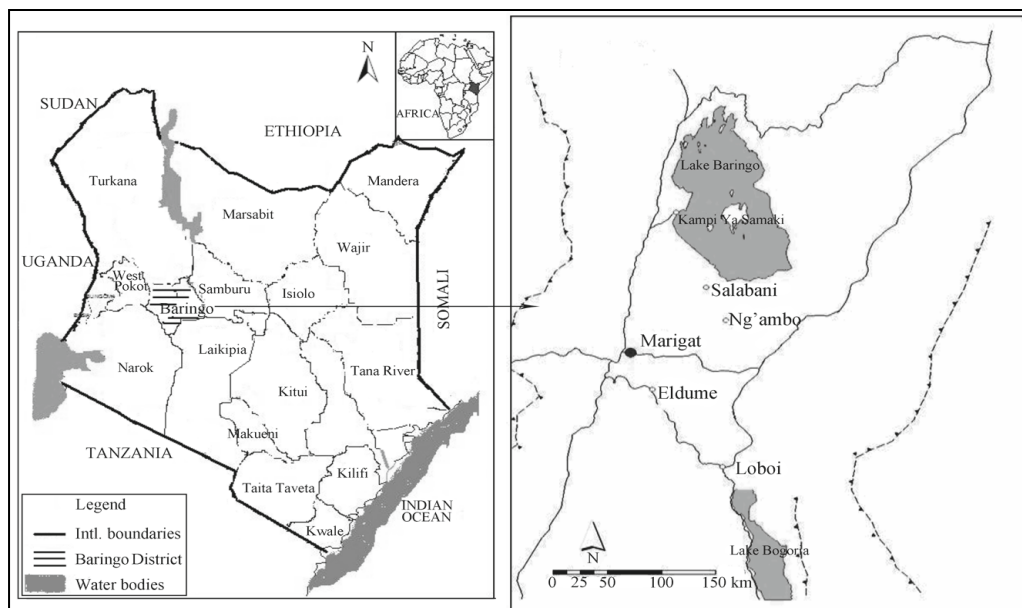 N
AFRICA
SUDAN
ETHIOPIA
Turkana
Mandera
Marsabit
Wajir
UGANDA
West
Pokot
Samburu
Isiolo
Baringo
SOMALI
Laikipia
Narok
Tana River
Kitui
Makueni
TANZANIA
Kilifi
Taita Taveta
INDIAN
OCEAN
Kwale
Legend
Intl. boundaries
Baringo District
Water bodies
Lake Baringo
Kampi Ya Samaki
Salabani
Ng’ambo
Marigat
Eldume
Loboi
Lake Bogoria
N
0 25 50 100 150 km